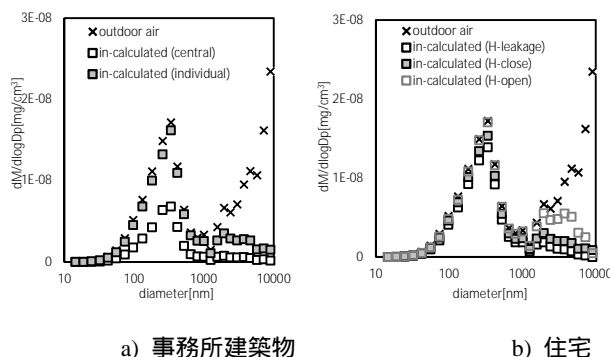 a)
3E-08
2E-08
1E-08
0
dM/dlogDp[mg/cm³]
outdoor air
in-calculated (central)
in-calculated (individual)
10
100
1000
10000
diameter[nm]
b)
3E-08
2E-08
1E-08
0
dM/dlogDp[mg/cm³]
outdoor air
in-calculated (H-leakage)
in-calculated (H-close)
in-calculated (H-open)
10
100
1000
10000
diameter[nm]
a) 事務所建築物
b) 住宅